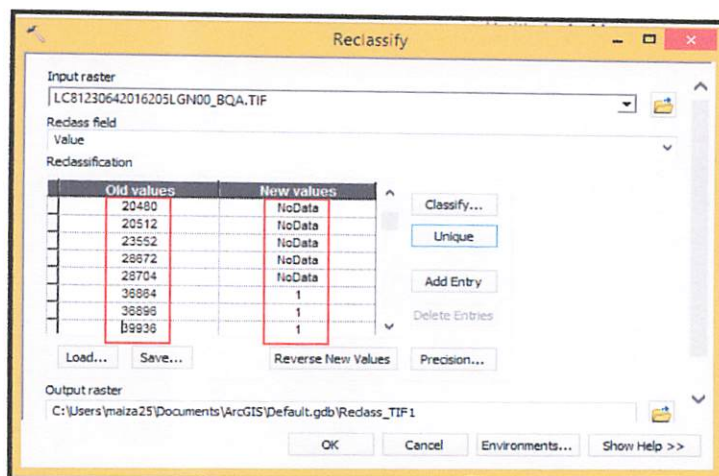 Reclassify
Input raster
LC81230642016205LGN00_BQA.TIF
Reclass field
Value
Reclassification
Old values New values
20480 NoData
20512 NoData
23552 NoData
28672 NoData
28704 NoData
36864 1
36896 1
39936 1
Classify...
Unique
Add Entry
Delete Entries
Load... Save... Reverse New Values Precision...
Output raster
C:\Users\maiza25\Documents\ArcGIS\Default.gdb\Reclass_TIF1
OK Cancel Environments... Show Help >>